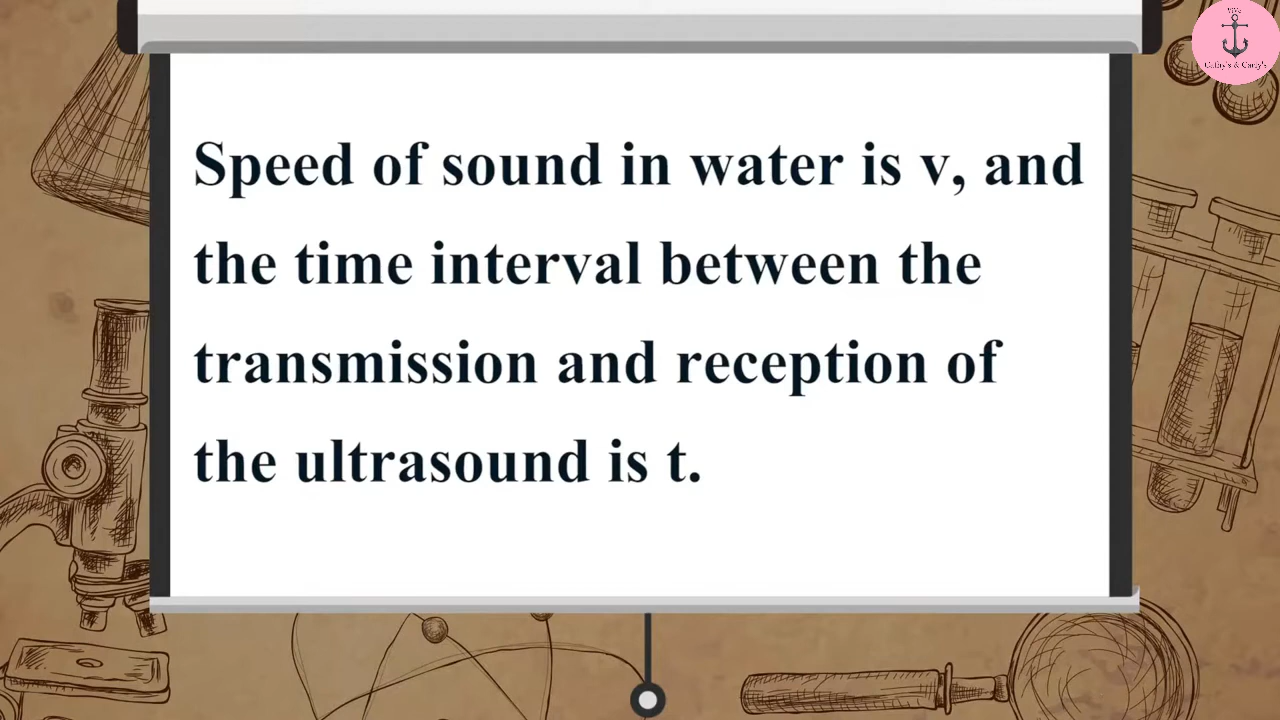 Speed of sound in water is v, and
the time interval between the
transmission and reception of
the ultrasound is t.